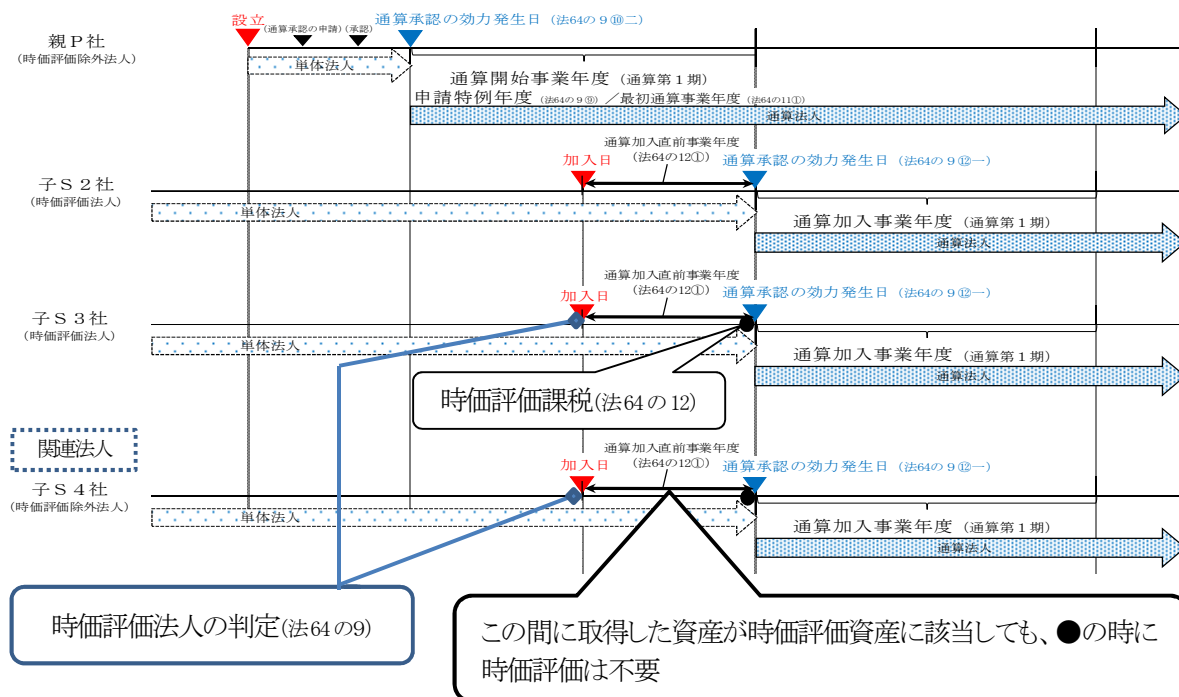 設立
(通算承認の申請)(承認)
通算承認の効力発生日 (法64の9⑩二)
親P社
(時価評価除外法人)
単体法人
通算開始事業年度 (通算第1期)
申請特例年度 (法64の9⑨) /最初通算事業年度 (法64の11①)
通算法人
通算加入直前事業年度
(法64の12①)
加入日
通算承認の効力発生日 (法64の9⑫一)
子S2社
(時価評価法人)
単体法人
通算加入事業年度 (通算第1期)
通算法人
通算加入直前事業年度
(法64の12①)
加入日
通算承認の効力発生日 (法64の9⑫一)
子S3社
(時価評価法人)
単体法人
通算加入事業年度 (通算第1期)
通算法人
時価評価課税(法64の12)
関連法人
通算加入直前事業年度
(法64の12①)
加入日
通算承認の効力発生日 (法64の9⑫一)
子S4社
(時価評価除外法人)
単体法人
通算加入事業年度 (通算第1期)
通算法人
時価評価法人の判定(法64の9)
この間に取得した資産が時価評価資産に該当しても、●の時に
時価評価は不要